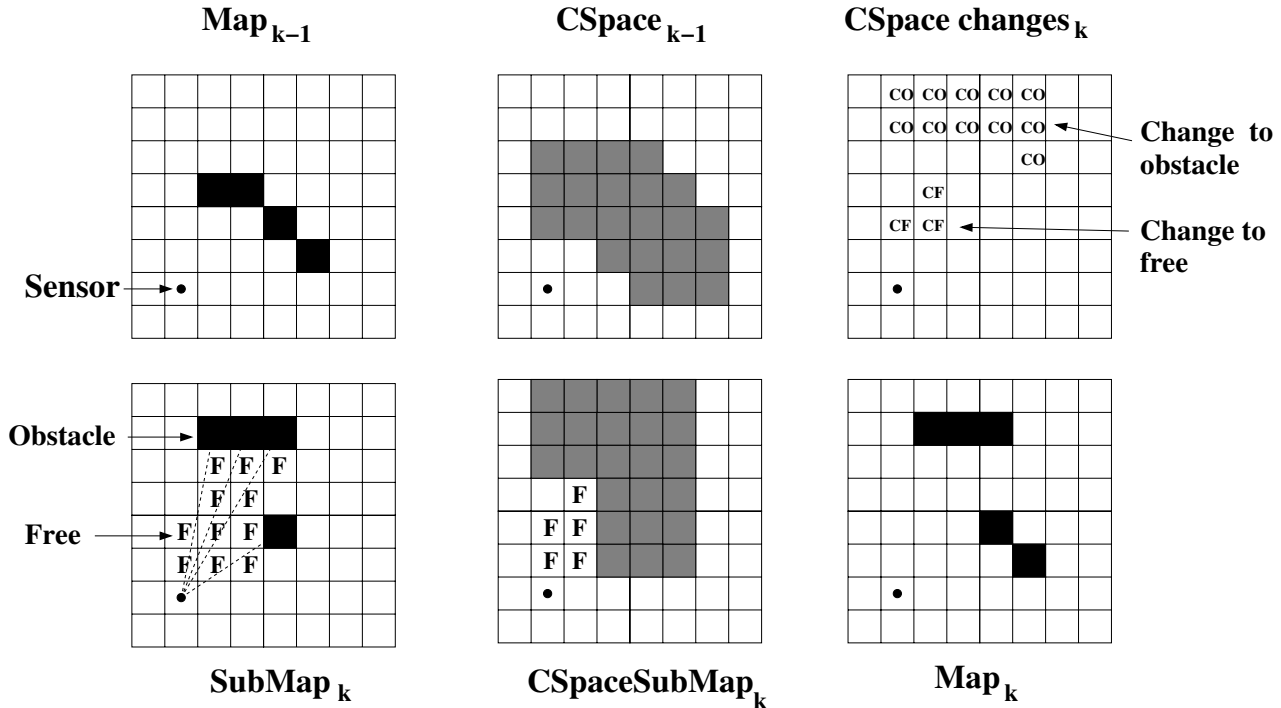 Map k−1
CSpace k−1
CSpace changes k
CO CO CO CO CO
CO CO CO CO CO
CO
CF
CF CF
Change to
obstacle
Change to
free
Sensor
Obstacle
Free
F F F
F F
F F F
F F F
F
F F
F F
SubMap k
CSpaceSubMap k
Map k